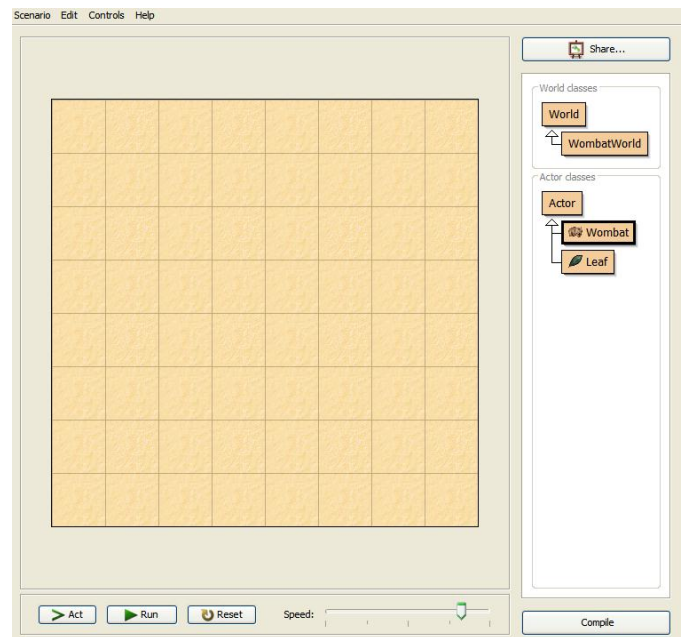 Scenario Edit Controls Help
Share...
World classes
World
WombatWorld
Actor classes
Actor
Wombat
Leaf
Act Run Reset Speed:
Compile